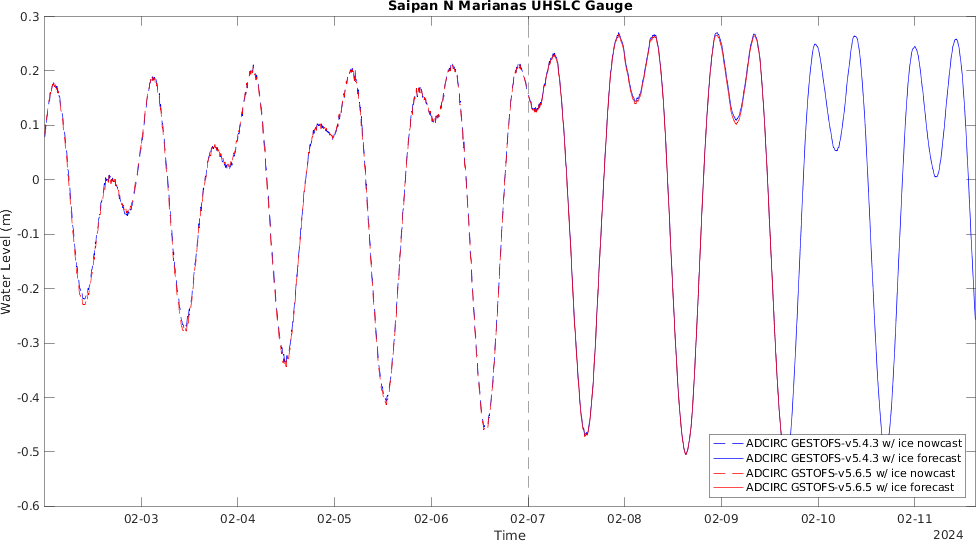 Saipan N Marianas UHSLC Gauge
0.3
0.2
0.1
0
-0.1
-0.2
-0.3
-0.4
-0.5
-0.6
Water Level (m)
ADCIRC GESTOFS-v5.4.3 w/ ice nowcast
ADCIRC GESTOFS-v5.4.3 w/ ice forecast
ADCIRC GSTOFS-v5.6.5 w/ ice nowcast
ADCIRC GSTOFS-v5.6.5 w/ ice forecast
02-03 02-04 02-05 02-06 02-07 02-08 02-09 02-10 02-11
Time
2024